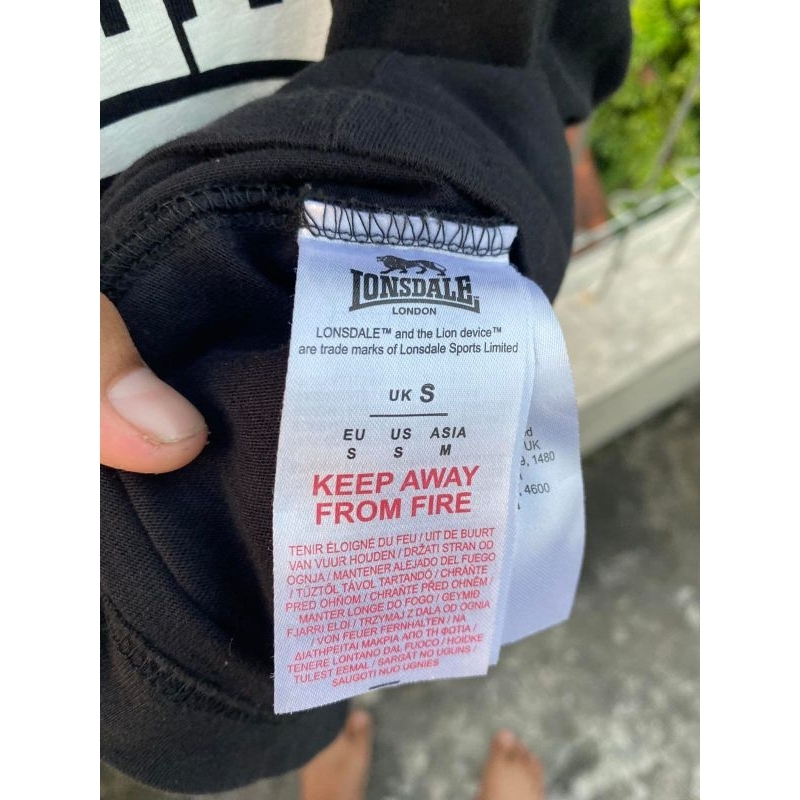 LONSDALE
LONDON
LONSDALE™ and the Lion device™
are trade marks of Lonsdale Sports Limited
UK S
EU US ASIA
S S M
KEEP AWAY
FROM FIRE
TENIR ÉLOIGNÉ DU FEU / UIT DE BUURT
VAN VUUR HOUDEN / DRŽATI STRAN OD
OGNJA / MANTENER ALEJADO DEL FUEGO
/ TŰZTŐL TÁVOL TARTANDÓ / CHRÁNTE
PRED OHŇOM / CHRAŇTE PŘED OHNĚM /
MANTER LONGE DO FOGO / GEYMIÐ
FJARRI ELDI / TRZYMAJ Z DALA OD OGNIA
/ VON FEUER FERNHALTEN / NA
ΔΙΑΤΗΡΕΙΤΑΙ ΜΑΚΡΙΑ ΑΠΟ ΤΗ ΦΩΤΙΑ /
TENERE LONTANO DAL FUOCO / HOIDKE
TULEST EEMAL / SARGĀT NO UGUNS /
SAUGOTI NUO UGNIES
UK
1480
4600